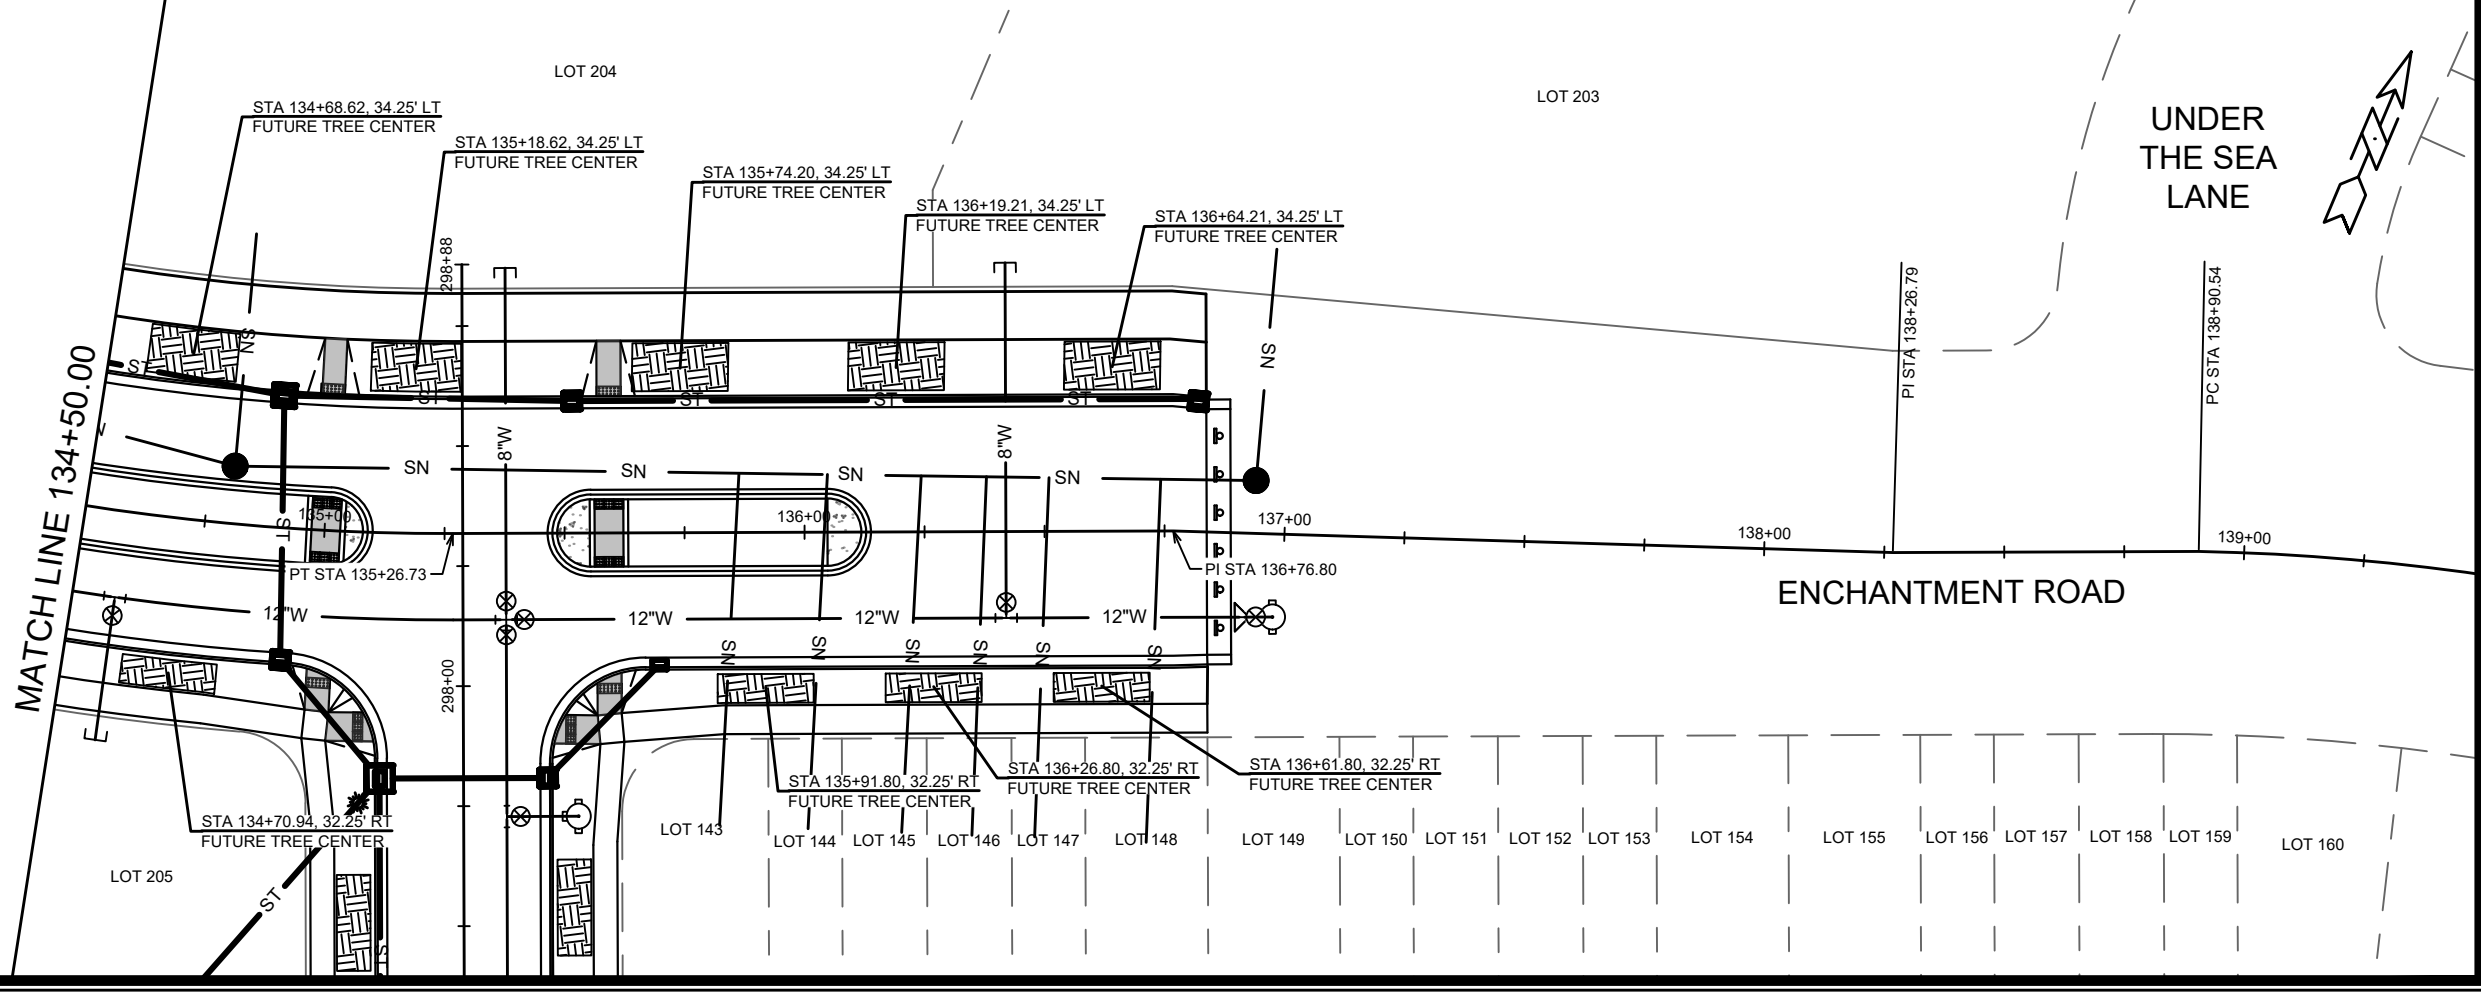 LOT 204
LOT 203
UNDER
THE SEA
LANE
STA 134+68.62, 34.25' LT
FUTURE TREE CENTER
STA 135+18.62, 34.25' LT
FUTURE TREE CENTER
STA 135+74.20, 34.25' LT
FUTURE TREE CENTER
STA 136+19.21, 34.25' LT
FUTURE TREE CENTER
STA 136+64.21, 34.25' LT
FUTURE TREE CENTER
298+88
PI STA 138+26.79
PC STA 138+90.54
MATCH LINE 134+50.00
SN
SN
ST
ST
ST
ST
ST
8"W
8"W
SN
SN
SN
SN
ST
135+00
136+00
137+00
138+00
139+00
PT STA 135+26.73
PI STA 136+76.80
ENCHANTMENT ROAD
12"W
12"W
12"W
12"W
SN
SN
SN
SN
SN
SN
298+00
STA 135+91.80, 32.25' RT
FUTURE TREE CENTER
STA 136+26.80, 32.25' RT
FUTURE TREE CENTER
STA 136+61.80, 32.25' RT
FUTURE TREE CENTER
STA 134+70.94, 32.25' RT
FUTURE TREE CENTER
LOT 143
LOT 144
LOT 145
LOT 146
LOT 147
LOT 148
LOT 149
LOT 150
LOT 151
LOT 152
LOT 153
LOT 154
LOT 155
LOT 156
LOT 157
LOT 158
LOT 159
LOT 160
LOT 205
ST
ST